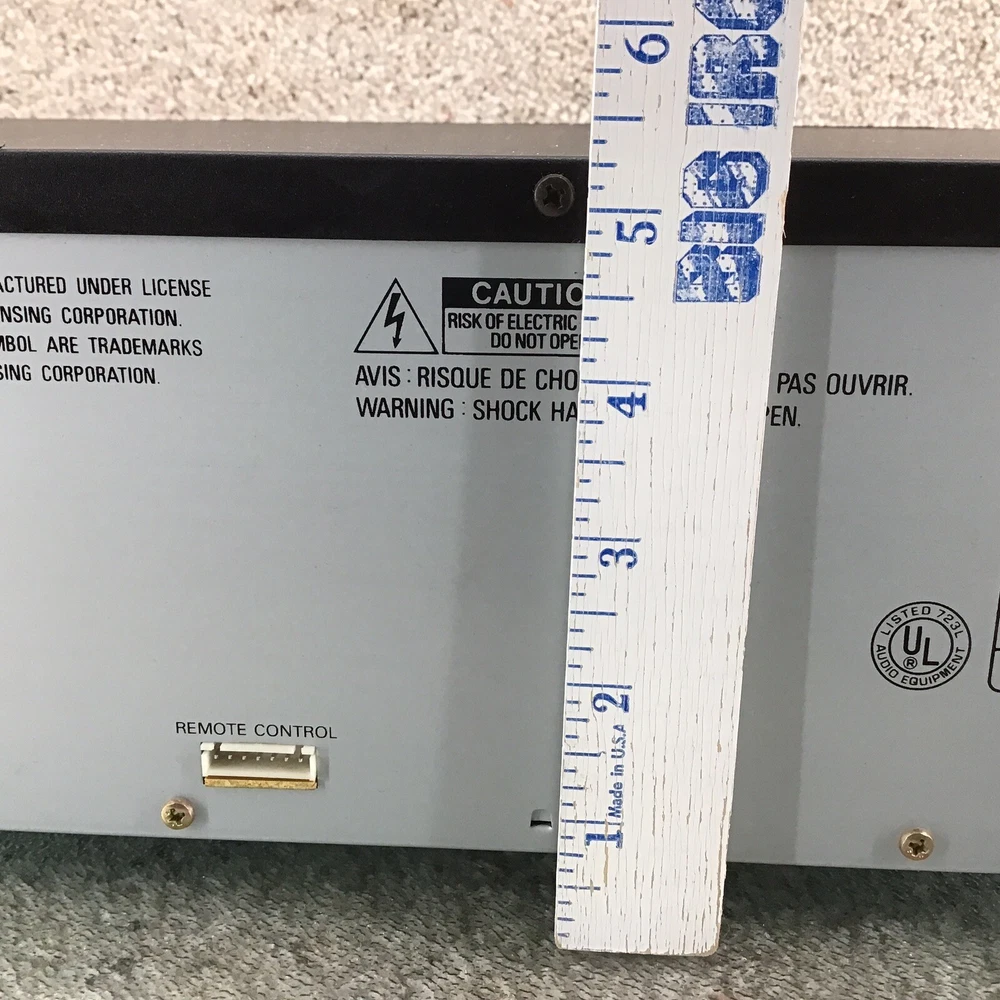 6
BIG IRO
5
ACTURED UNDER LICENSE
NSING CORPORATION.
MBOL ARE TRADEMARKS
SING CORPORATION.
CAUTIO
RISK OF ELECTRIC
DO NOT OPE
AVIS : RISQUE DE CHO PAS OUVRIR.
WARNING : SHOCK HA PEN.
4
3
LISTED 723L
UL
®
AUDIO EQUIPMENT
2
REMOTE CONTROL
Made in U.S.A
1